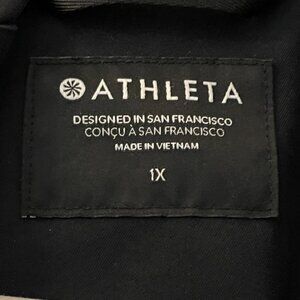 ATHLETA
DESIGNED IN SAN FRANCISCO
CONÇU À SAN FRANCISCO
MADE IN VIETNAM
1X